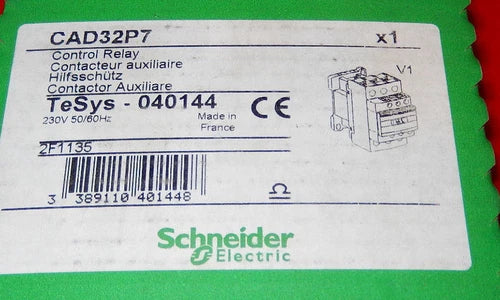 CAD32P7 x1
Control Relay
Contacteur auxiliaire
Hilfsschütz
Contactor Auxiliare
V1
TeSys - 040144 CE
230V 50/60Hz Made in
France
2F1135
3 389110 401448
Schneider
Electric